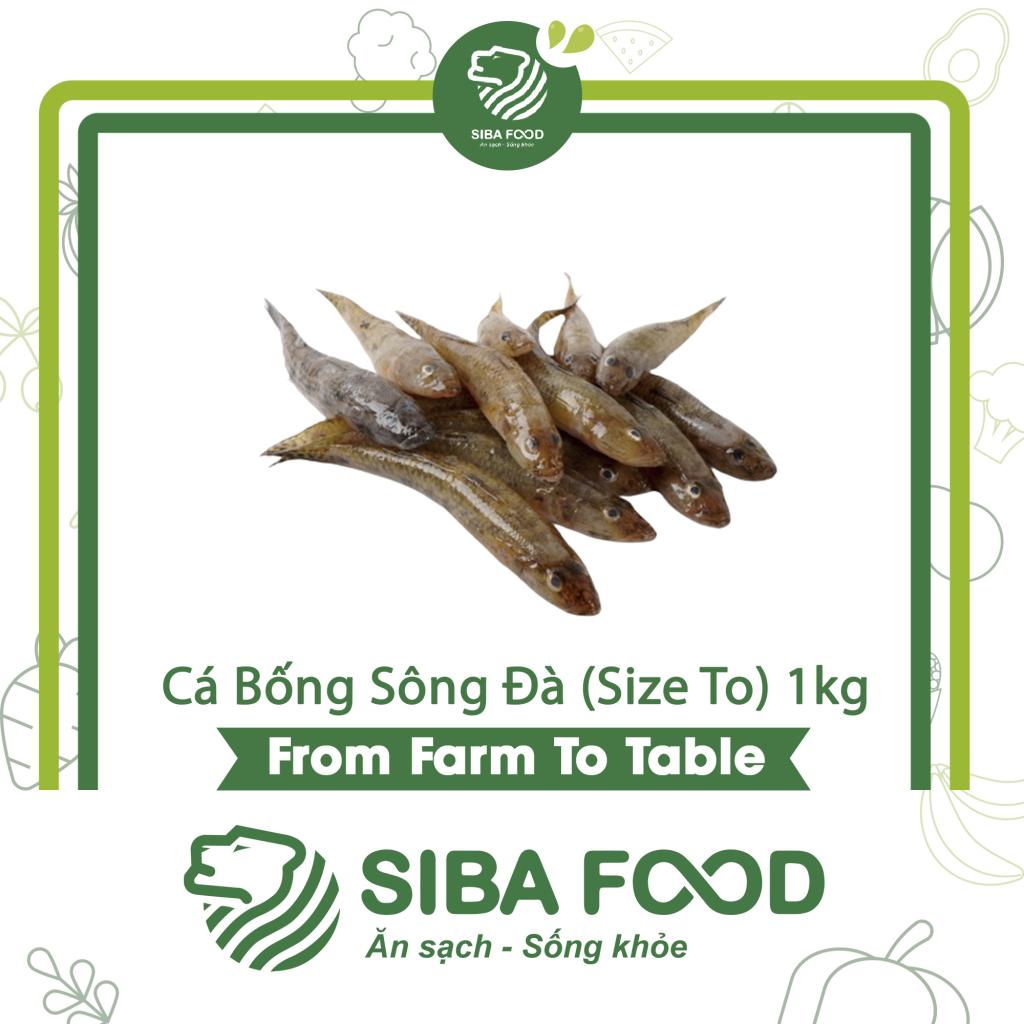 SIBA FOOD
Ăn sạch - Sống khỏe
Cá Bống Sông Đà (Size To) 1kg
From Farm To Table
SIBA FOOD
Ăn sạch - Sống khỏe